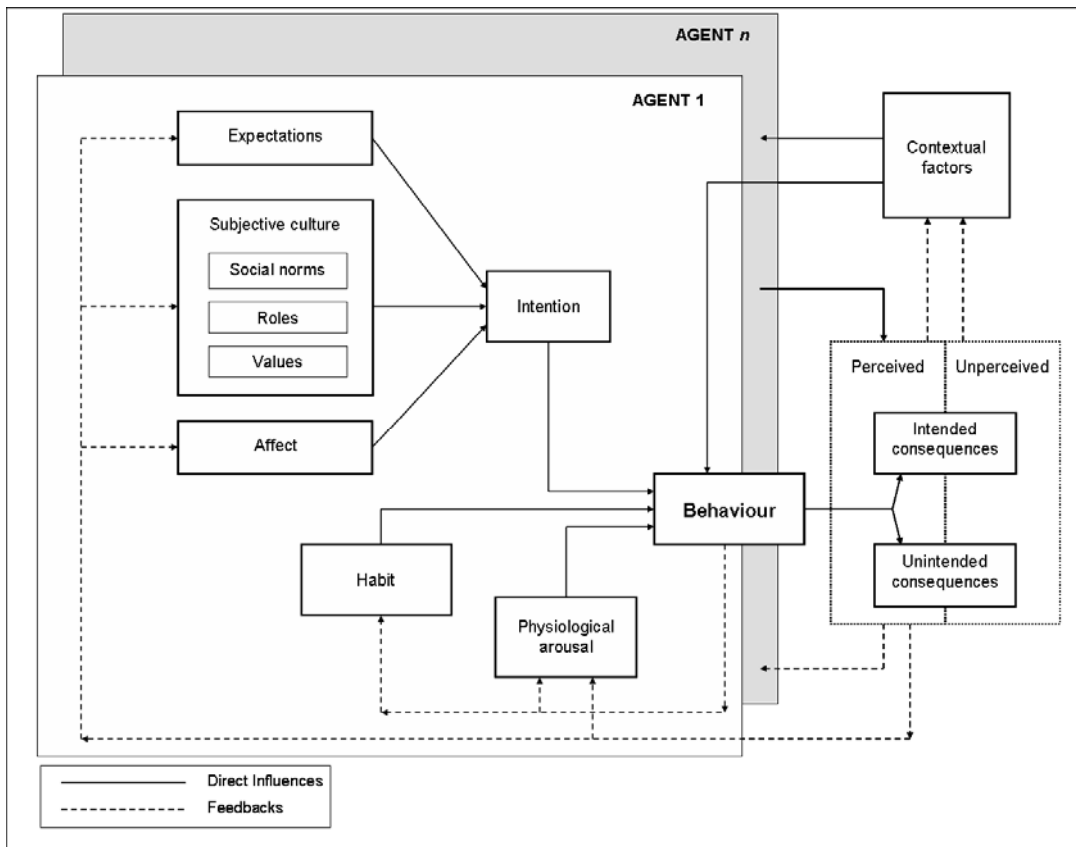 AGENT n
AGENT 1
Expectations
Contextual
factors
Subjective culture
Social norms
Roles
Values
Intention
Perceived
Unperceived
Affect
Intended
consequences
Behaviour
Unintended
consequences
Habit
Physiological
arousal
Direct Influences
Feedbacks